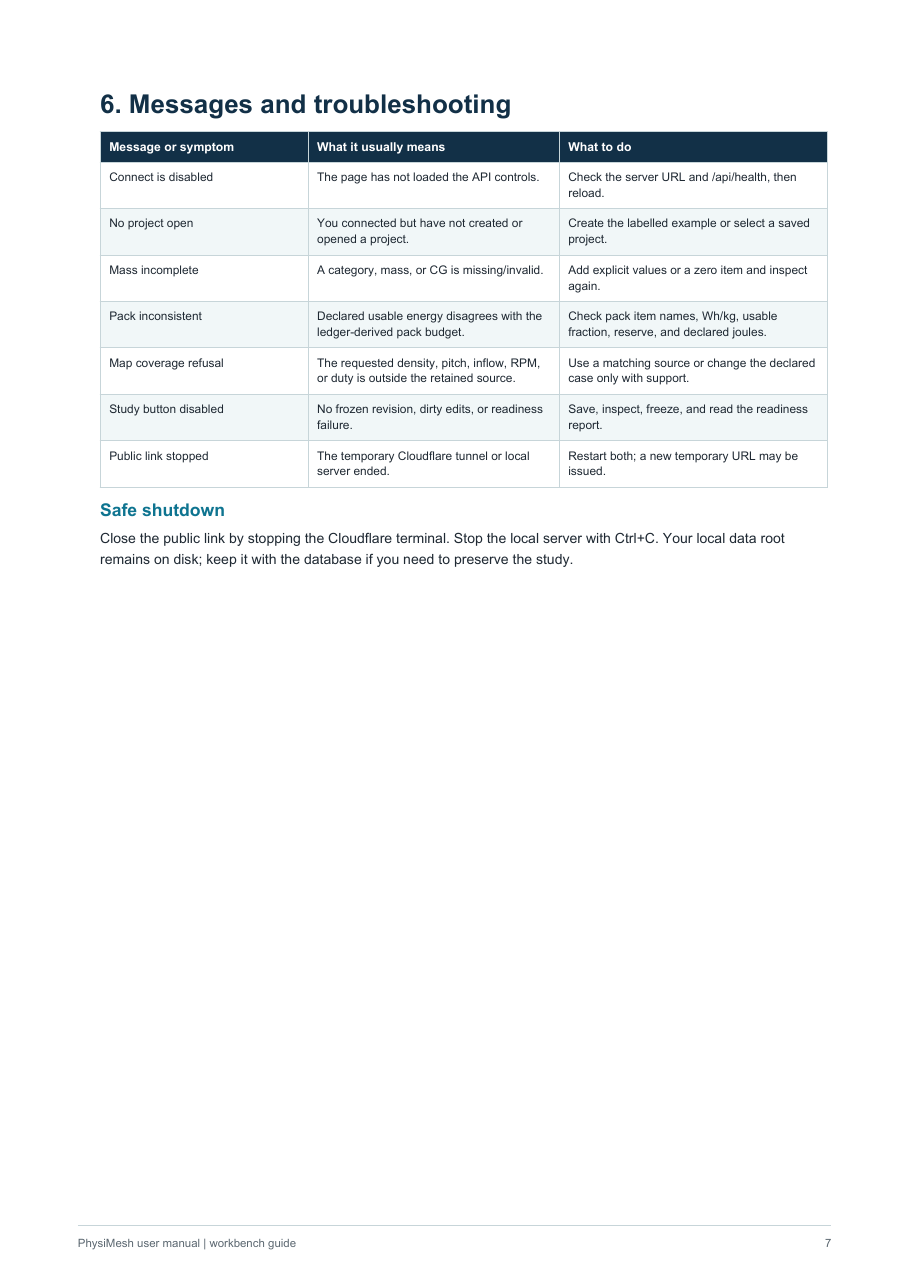 6. Messages and troubleshooting
Message or symptom What it usually means What to do
Connect is disabled The page has not loaded the API controls. Check the server URL and /api/health, then
reload.
No project open You connected but have not created or Create the labelled example or select a saved
opened a project. project.
Mass incomplete A category, mass, or CG is missing/invalid. Add explicit values or a zero item and inspect
again.
Pack inconsistent Declared usable energy disagrees with the Check pack item names, Wh/kg, usable
ledger-derived pack budget. fraction, reserve, and declared joules.
Map coverage refusal The requested density, pitch, inflow, RPM, Use a matching source or change the declared
or duty is outside the retained source. case only with support.
Study button disabled No frozen revision, dirty edits, or readiness Save, inspect, freeze, and read the readiness
failure. report.
Public link stopped The temporary Cloudflare tunnel or local Restart both; a new temporary URL may be
server ended. issued.
Safe shutdown
Close the public link by stopping the Cloudflare terminal. Stop the local server with Ctrl+C. Your local data root
remains on disk; keep it with the database if you need to preserve the study.
PhysiMesh user manual | workbench guide 7